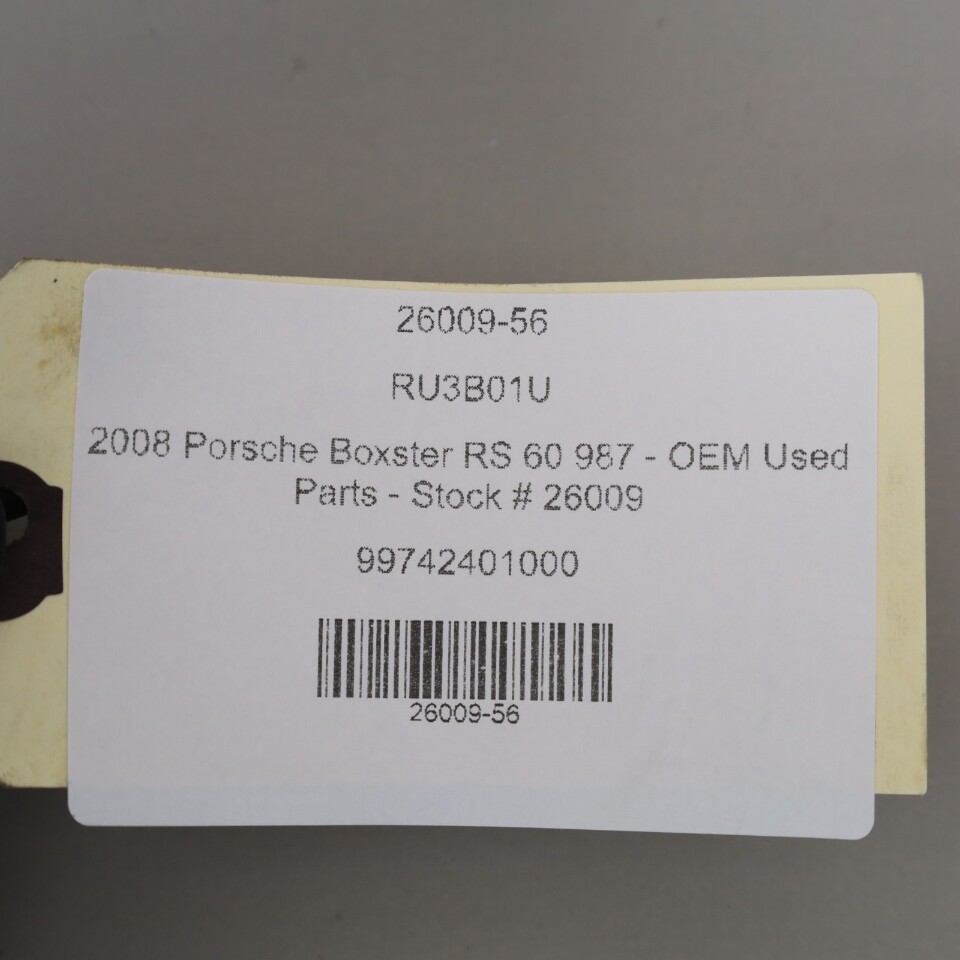 26009-56
RU3B01U
2008 Porsche Boxster RS 60 987 - OEM Used
Parts - Stock # 26009
99742401000
26009-56